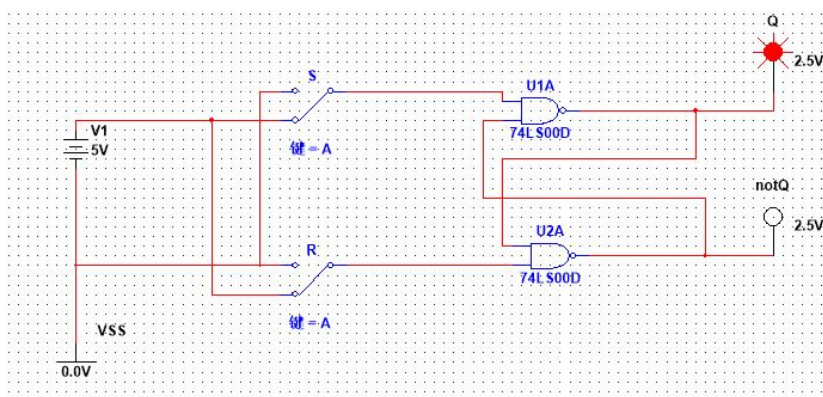 Q
2.5V
S
U1A
V1
5V
74LS00D
键 = A
notQ
2.5V
R
U2A
74LS00D
键 = A
VSS
0.0V